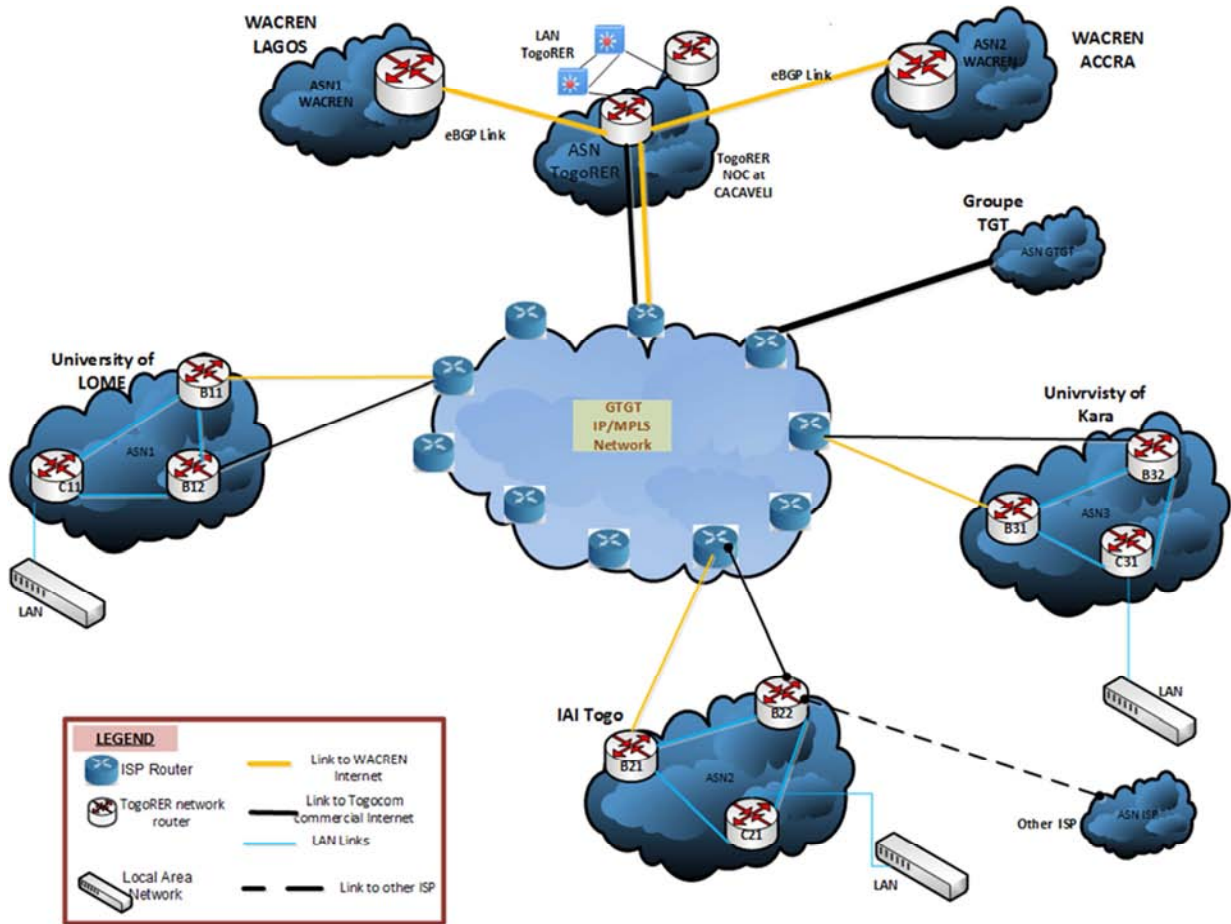 WACREN
LAGOS
ASN1
WACREN
eBGP Link
LAN
TogoRER
ASN
TogoRER
TogoRER
NOC at
CACAVELI
eBGP Link
ASN2
WACREN
WACREN
ACCRA
Groupe
TGT
ASN GTGT
University of
LOME
B11
ASN1
C11
B12
LAN
GTGT
IP/MPLS
Network
Univrvisty of
Kara
B32
B31
ASN3
C31
LAN
IAI Togo
B22
B21
ASN2
C21
LAN
Other ISP
ASN ISP
LEGEND
ISP Router
Link to WACREN
Internet
TogoRER network
router
Link to Togocom
commercial Internet
LAN Links
Local Area
Network
Link to other ISP